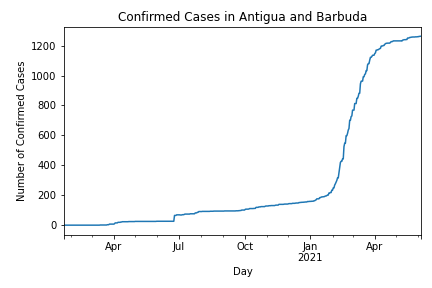 Confirmed Cases in Antigua and Barbuda
1200
1000
800
600
400
200
0
Number of Confirmed Cases
Apr
Jul
Oct
Jan
2021
Apr
Day